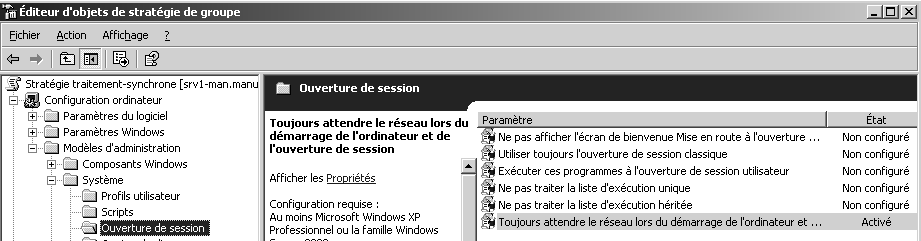 Éditeur d'objets de stratégie de groupe
Fichier Action Affichage ?
Stratégie traitement-synchrone [srv1-man.manu
Configuration ordinateur
Paramètres du logiciel
Paramètres Windows
Modèles d'administration
Composants Windows
Système
Profils utilisateur
Scripts
Ouverture de session
Ouverture de session
Toujours attendre le réseau lors du
démarrage de l'ordinateur et de
l'ouverture de session
Afficher les Propriétés
Configuration requise :
Au moins Microsoft Windows XP
Professionnel ou la famille Windows
Paramètre État
Ne pas afficher l'écran de bienvenue Mise en route à l'ouverture ... Non configuré
Utiliser toujours l'ouverture de session classique Non configuré
Exécuter ces programmes à l'ouverture de session utilisateur Non configuré
Ne pas traiter la liste d'exécution unique Non configuré
Ne pas traiter la liste d'exécution héritée Non configuré
Toujours attendre le réseau lors du démarrage de l'ordinateur et ... Activé